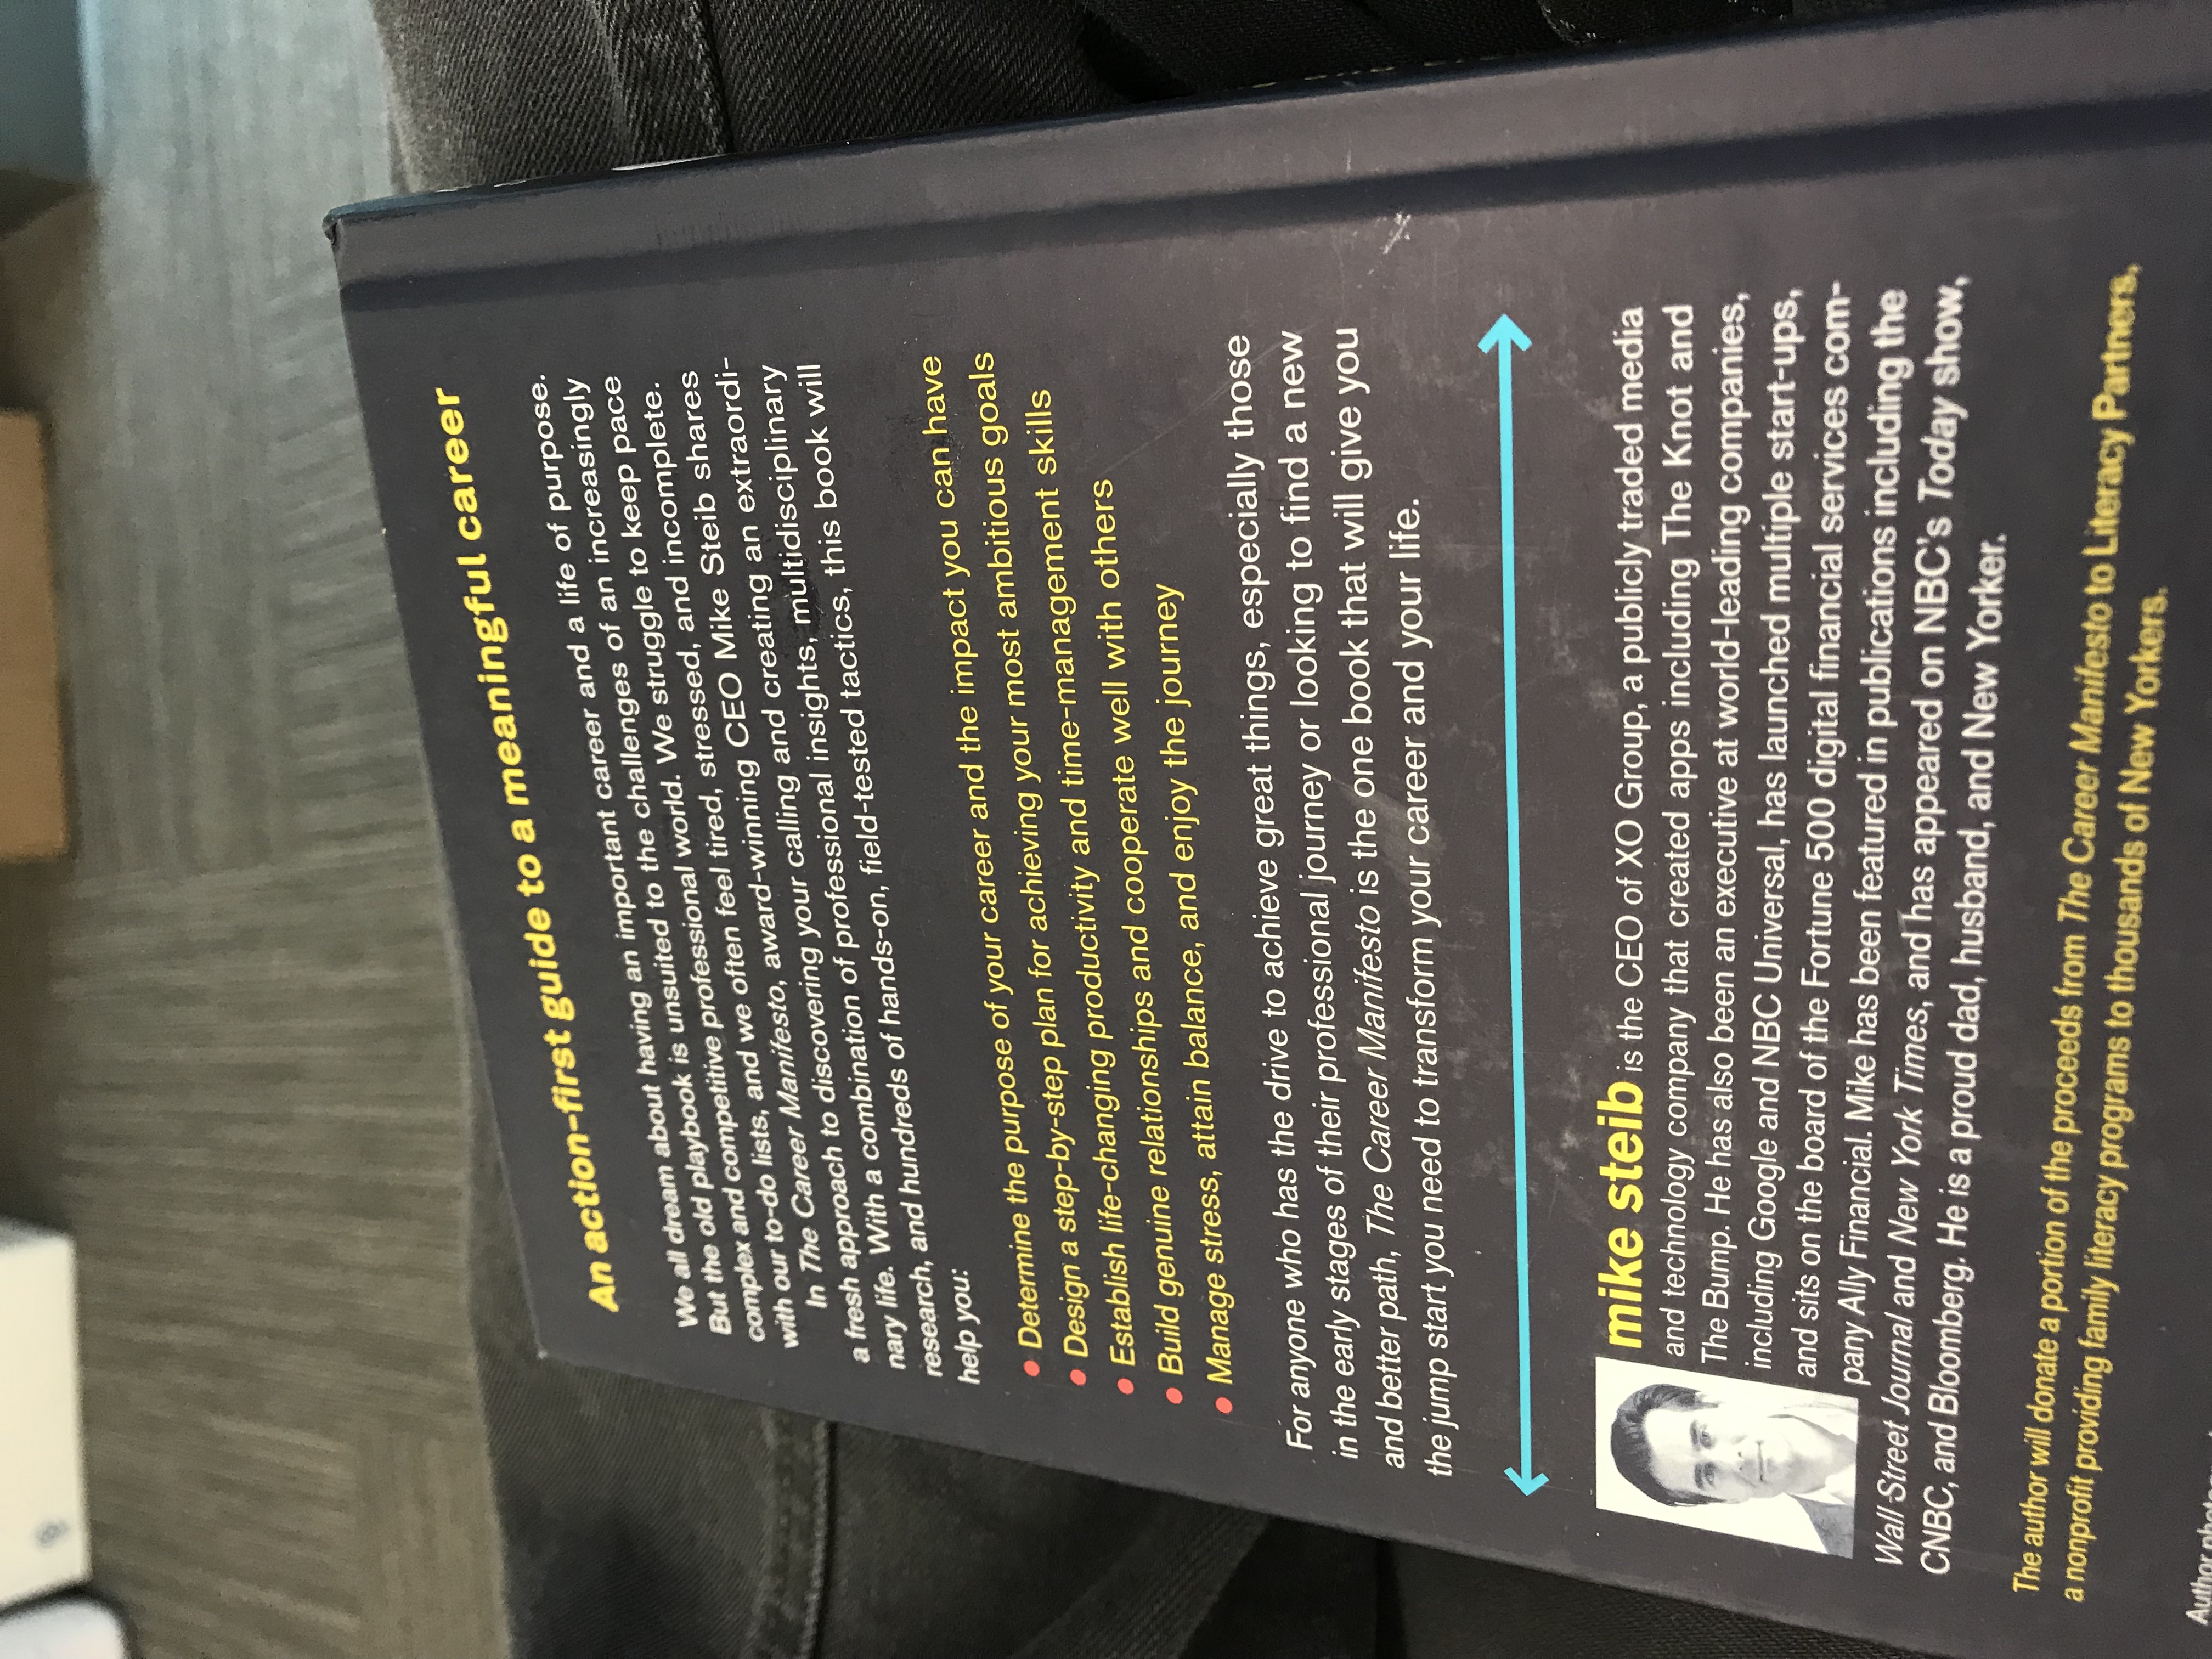 An action-first guide to a meaningful career
We all dream about having an important career and a life of purpose.
But the old playbook is unsuited to the challenges of an increasingly
complex and competitive professional world. We struggle to keep pace
with our to-do lists, and we often feel tired, stressed, and incomplete.
In The Career Manifesto, award-winning CEO Mike Steib shares
a fresh approach to discovering your calling and creating an extraordi-
nary life. With a combination of professional insights, multidisciplinary
research, and hundreds of hands-on, field-tested tactics, this book will
help you:
• Determine the purpose of your career and the impact you can have
• Design a step-by-step plan for achieving your most ambitious goals
• Establish life-changing productivity and time-management skills
• Build genuine relationships and cooperate well with others
• Manage stress, attain balance, and enjoy the journey
For anyone who has the drive to achieve great things, especially those
in the early stages of their professional journey or looking to find a new
and better path, The Career Manifesto is the one book that will give you
the jump start you need to transform your career and your life.
mike steib is the CEO of XO Group, a publicly traded media
and technology company that created apps including The Knot and
The Bump. He has also been an executive at world-leading companies,
including Google and NBC Universal, has launched multiple start-ups,
and sits on the board of the Fortune 500 digital financial services com-
pany Ally Financial. Mike has been featured in publications including the
Wall Street Journal and New York Times, and has appeared on NBC's Today show,
CNBC, and Bloomberg. He is a proud dad, husband, and New Yorker.
The author will donate a portion of the proceeds from The Career Manifesto to Literacy Partners,
a nonprofit providing family literacy programs to thousands of New Yorkers.
Author